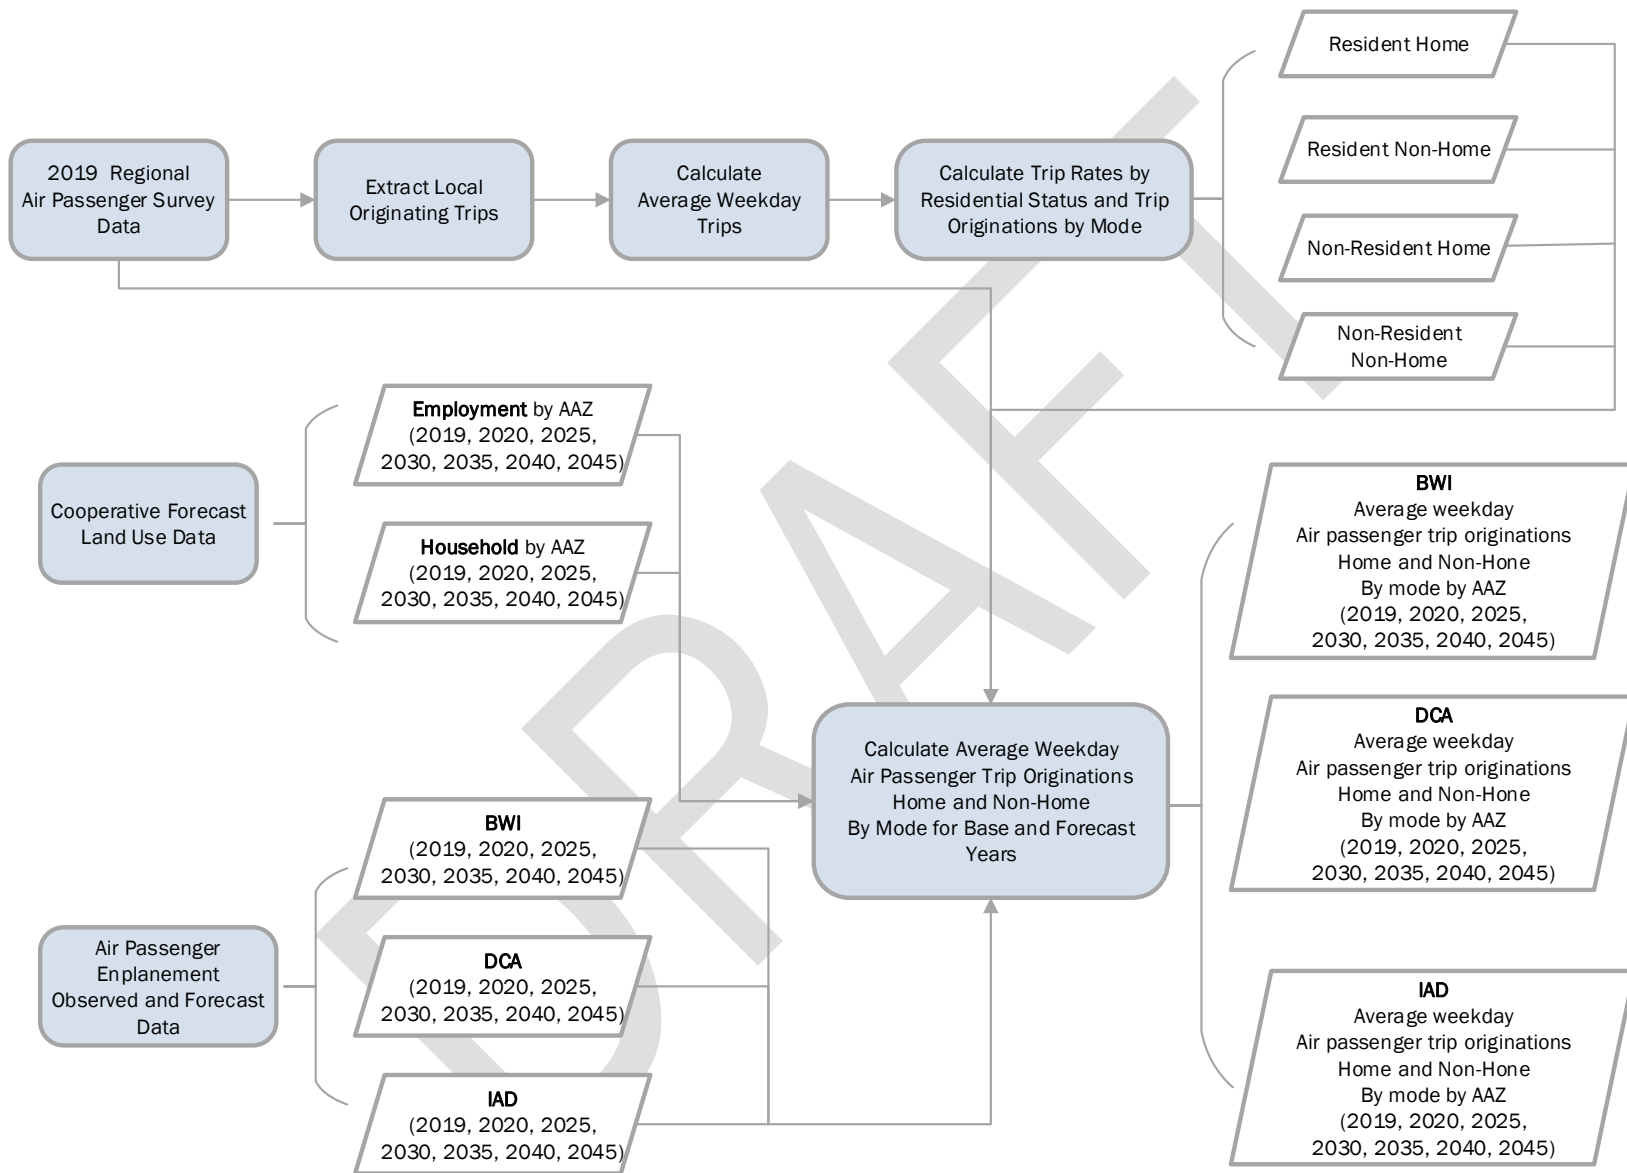 2019 Regional
Air Passenger Survey
Data
Extract Local
Originating Trips
Calculate
Average Weekday
Trips
Calculate Trip Rates by
Residential Status and Trip
Originations by Mode
Resident Home
Resident Non-Home
Non-Resident Home
Non-Resident
Non-Home
Cooperative Forecast
Land Use Data
Employment by AAZ
(2019, 2020, 2025,
2030, 2035, 2040, 2045)
Household by AAZ
(2019, 2020, 2025,
2030, 2035, 2040, 2045)
Air Passenger
Enplanement
Observed and Forecast
Data
BWI
(2019, 2020, 2025,
2030, 2035, 2040, 2045)
DCA
(2019, 2020, 2025,
2030, 2035, 2040, 2045)
IAD
(2019, 2020, 2025,
2030, 2035, 2040, 2045)
Calculate Average Weekday
Air Passenger Trip Originations
Home and Non-Home
By Mode for Base and Forecast
Years
BWI
Average weekday
Air passenger trip originations
Home and Non-Hone
By mode by AAZ
(2019, 2020, 2025,
2030, 2035, 2040, 2045)
DCA
Average weekday
Air passenger trip originations
Home and Non-Hone
By mode by AAZ
(2019, 2020, 2025,
2030, 2035, 2040, 2045)
IAD
Average weekday
Air passenger trip originations
Home and Non-Hone
By mode by AAZ
(2019, 2020, 2025,
2030, 2035, 2040, 2045)
DRAFT